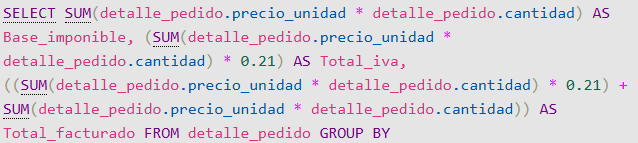 SELECT SUM(detalle_pedido.precio_unidad * detalle_pedido.cantidad) AS
Base_imponible, (SUM(detalle_pedido.precio_unidad *
detalle_pedido.cantidad) * 0.21) AS Total_iva,
((SUM(detalle_pedido.precio_unidad * detalle_pedido.cantidad) * 0.21) +
SUM(detalle_pedido.precio_unidad * detalle_pedido.cantidad)) AS
Total_facturado FROM detalle_pedido GROUP BY